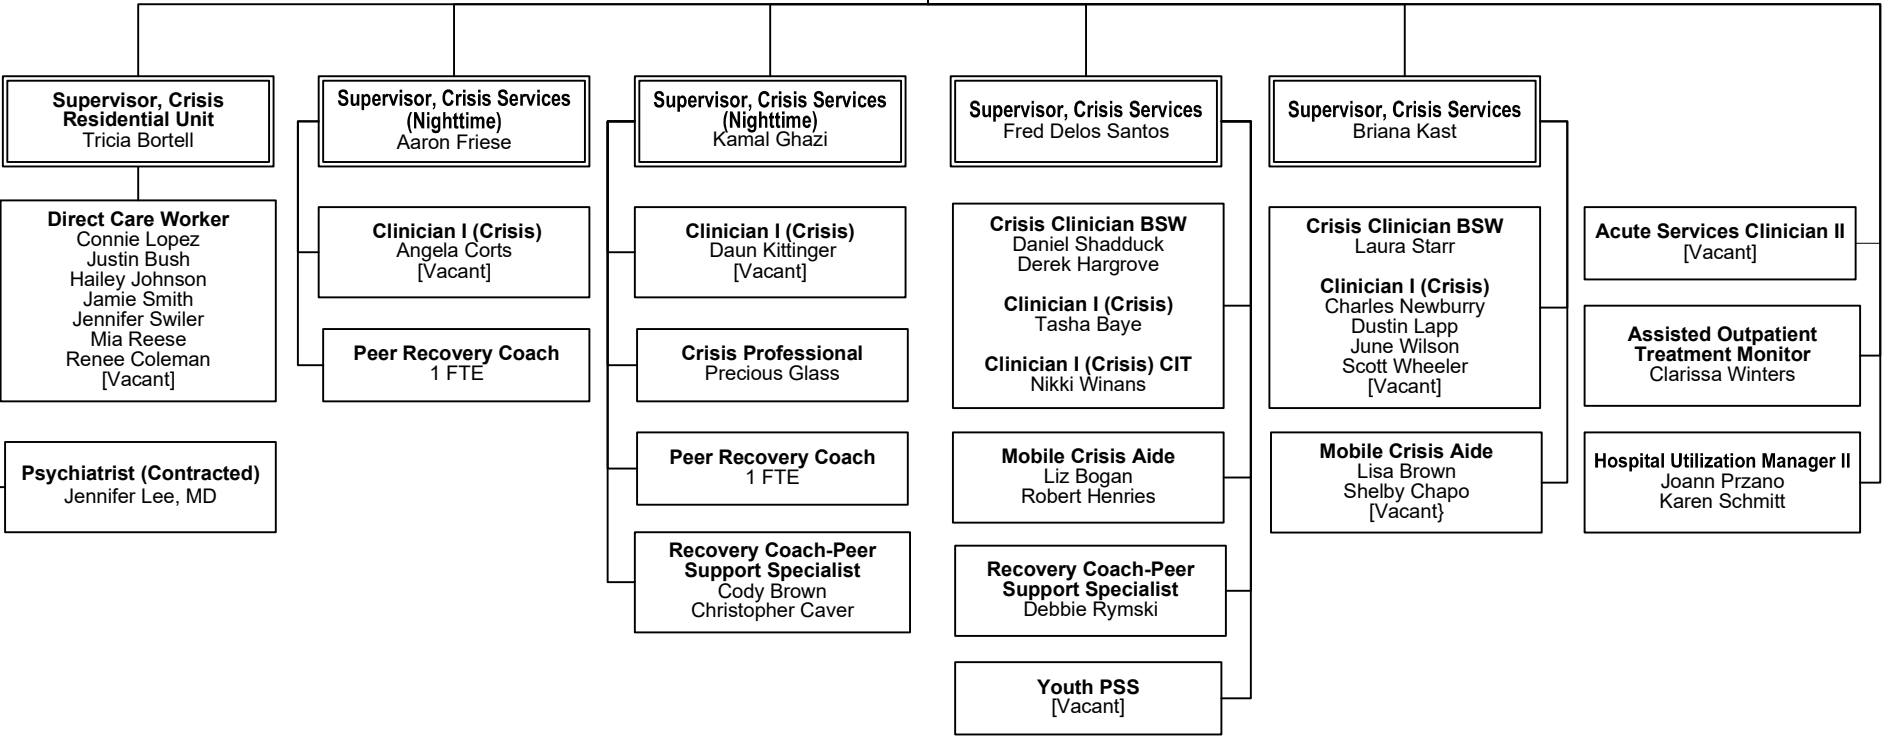 Supervisor, Crisis
Residential Unit
Tricia Bortell
Direct Care Worker
Connie Lopez
Justin Bush
Hailey Johnson
Jamie Smith
Jennifer Swiler
Mia Reese
Renee Coleman
[Vacant]
Psychiatrist (Contracted)
Jennifer Lee, MD
Supervisor, Crisis Services
(Nighttime)
Aaron Friese
Clinician I (Crisis)
Angela Corts
[Vacant]
Peer Recovery Coach
1 FTE
Supervisor, Crisis Services
(Nighttime)
Kamal Ghazi
Clinician I (Crisis)
Daun Kittinger
[Vacant]
Crisis Professional
Precious Glass
Peer Recovery Coach
1 FTE
Recovery Coach-Peer
Support Specialist
Cody Brown
Christopher Caver
Supervisor, Crisis Services
Fred Delos Santos
Crisis Clinician BSW
Daniel Shadduck
Derek Hargrove
Clinician I (Crisis)
Tasha Baye
Clinician I (Crisis) CIT
Nikki Winans
Mobile Crisis Aide
Liz Bogan
Robert Henries
Recovery Coach-Peer
Support Specialist
Debbie Rymski
Youth PSS
[Vacant]
Supervisor, Crisis Services
Briana Kast
Crisis Clinician BSW
Laura Starr
Clinician I (Crisis)
Charles Newburry
Dustin Lapp
June Wilson
Scott Wheeler
[Vacant]
Mobile Crisis Aide
Lisa Brown
Shelby Chapo
[Vacant}
Acute Services Clinician II
[Vacant]
Assisted Outpatient
Treatment Monitor
Clarissa Winters
Hospital Utilization Manager II
Joann Przano
Karen Schmitt